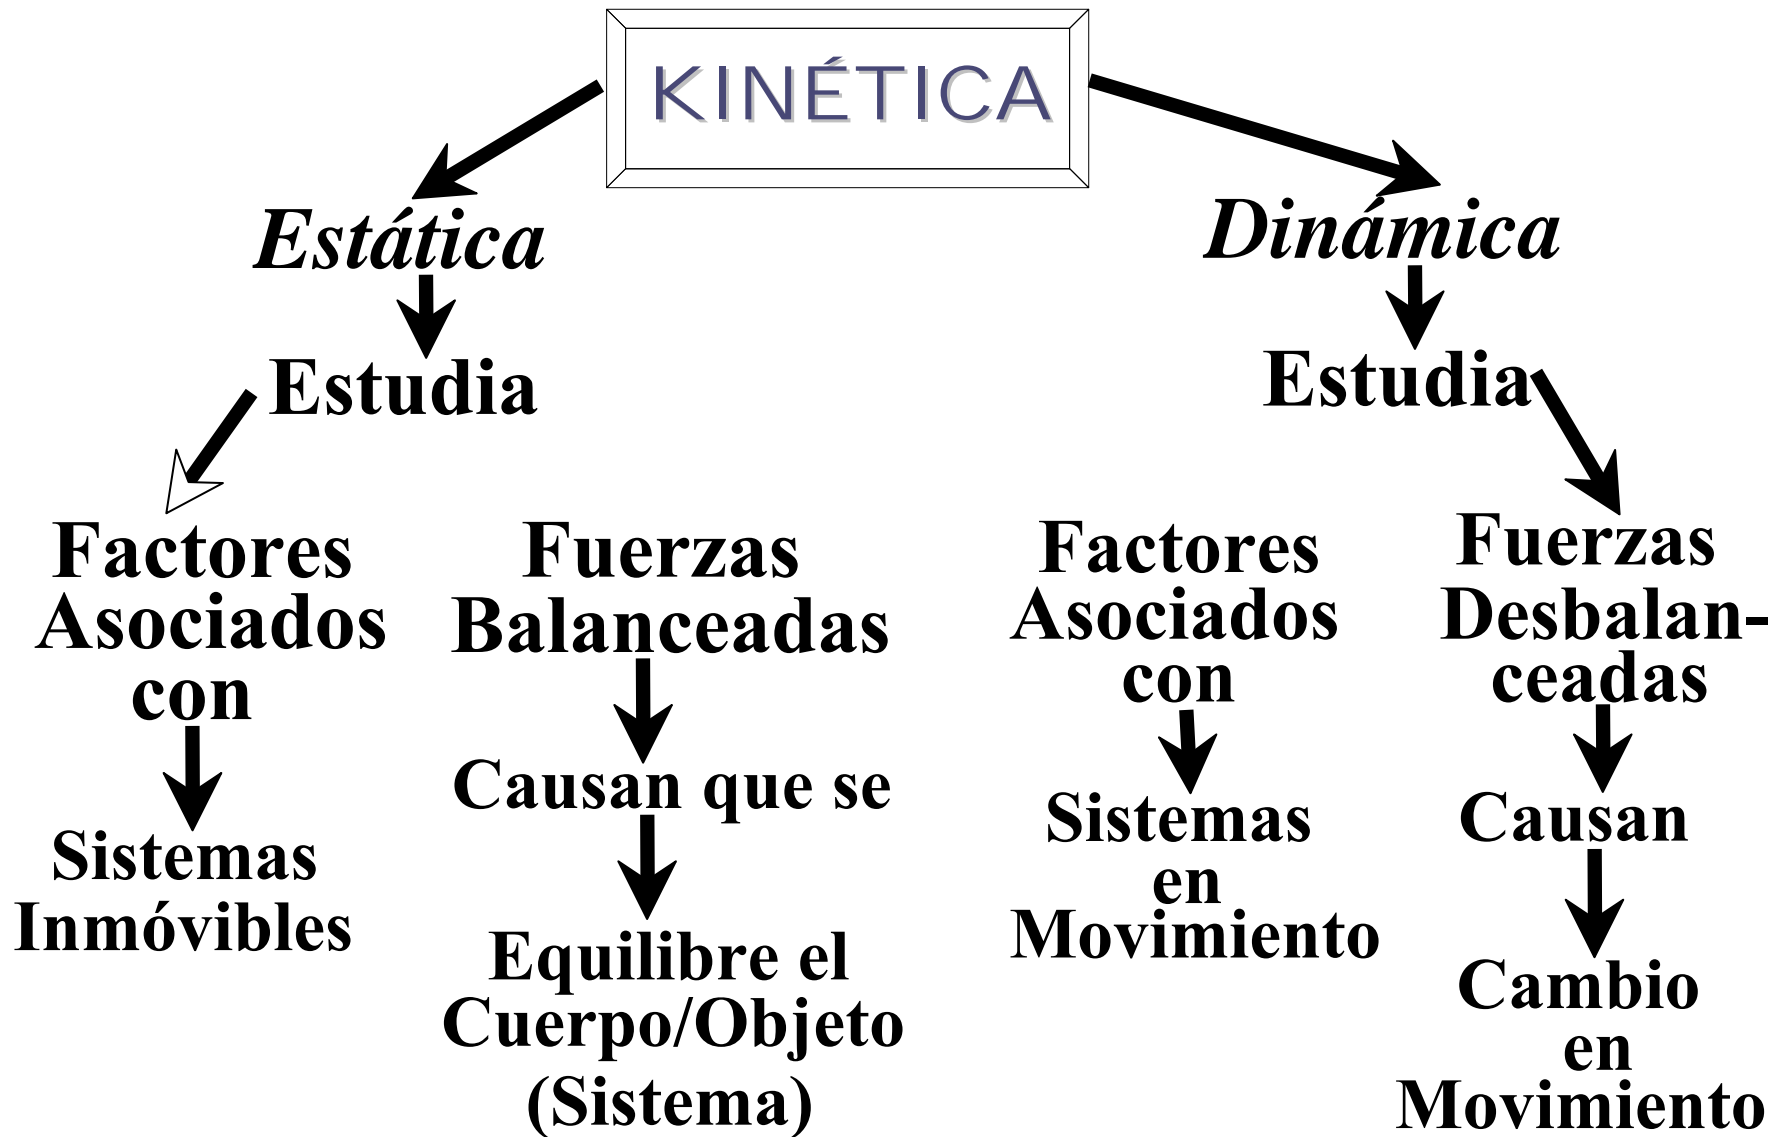 KINÉTICA
Estática
Estudia
Factores
Asociados
con
Sistemas
Inmóvibles
Fuerzas
Balanceadas
Causan que se
Equilibre el
Cuerpo/Objeto
(Sistema)
Dinámica
Estudia
Factores
Asociados
con
Sistemas
en
Movimiento
Fuerzas
Desbalan-
ceadas
Causan
Cambio
en
Movimiento